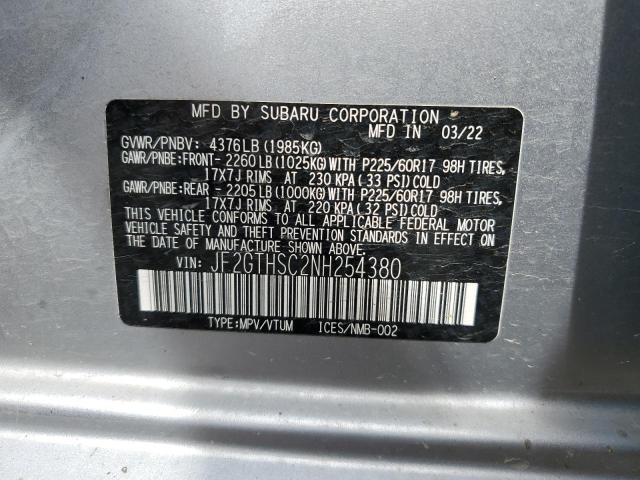 MFD BY SUBARU CORPORATION
MFD IN 03/22
GVWR/PNBV: 4376LB(1985KG)
GAWR/PNBE:FRONT- 2260LB(1025KG)WITH P225/60R17 98H TIRES,
17X7J RIMS AT 230 KPA(33 PSI)COLD
GAWR/PNBE:REAR - 2205LB(1000KG)WITH P225/60R17 98H TIRES,
17X7J RIMS AT 220 KPA(32 PSI)COLD
THIS VEHICLE CONFORMS TO ALL APPLICABLE FEDERAL MOTOR
VEHICLE SAFETY AND THEFT PREVENTION STANDARDS IN EFFECT
ON THE DATE OF MANUFACTURE SHOWN ABOVE.
VIN: JF2GTHSC2NH254380
TYPE:MPV/VTUM ICES/NMB-002